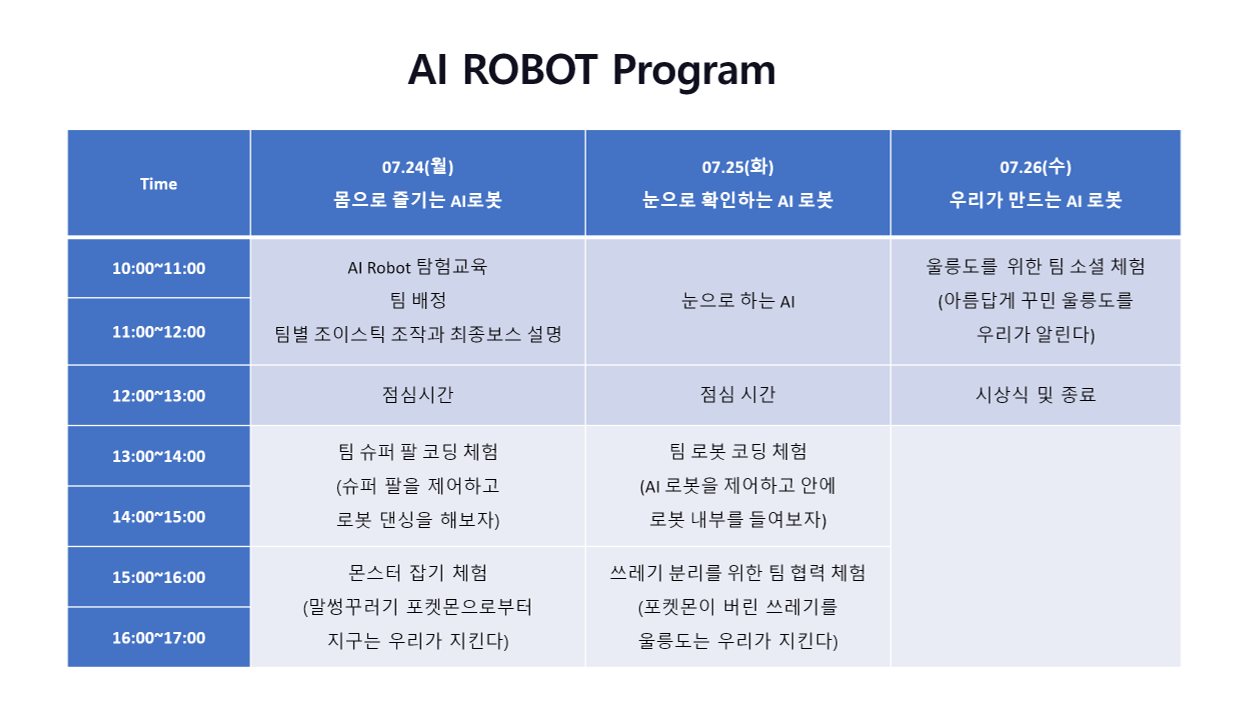 AI ROBOT Program
Time
07.24(월)
몸으로 즐기는 AI로봇
07.25(화)
눈으로 확인하는 AI 로봇
07.26(수)
우리가 만드는 AI 로봇
10:00~11:00
11:00~12:00
AI Robot 탐험교육
팀 배정
팀별 조이스틱 조작과 최종보스 설명
눈으로 하는 AI
울릉도를 위한 팀 소셜 체험
(아름답게 꾸민 울릉도를
우리가 알린다)
12:00~13:00
점심시간
점심 시간
시상식 및 종료
13:00~14:00
14:00~15:00
팀 슈퍼 팔 코딩 체험
(슈퍼 팔을 제어하고
로봇 댄싱을 해보자)
팀 로봇 코딩 체험
(AI 로봇을 제어하고 안에
로봇 내부를 들여보자)
15:00~16:00
16:00~17:00
몬스터 잡기 체험
(말썽꾸러기 포켓몬으로부터
지구는 우리가 지킨다)
쓰레기 분리를 위한 팀 협력 체험
(포켓몬이 버린 쓰레기를
울릉도는 우리가 지킨다)